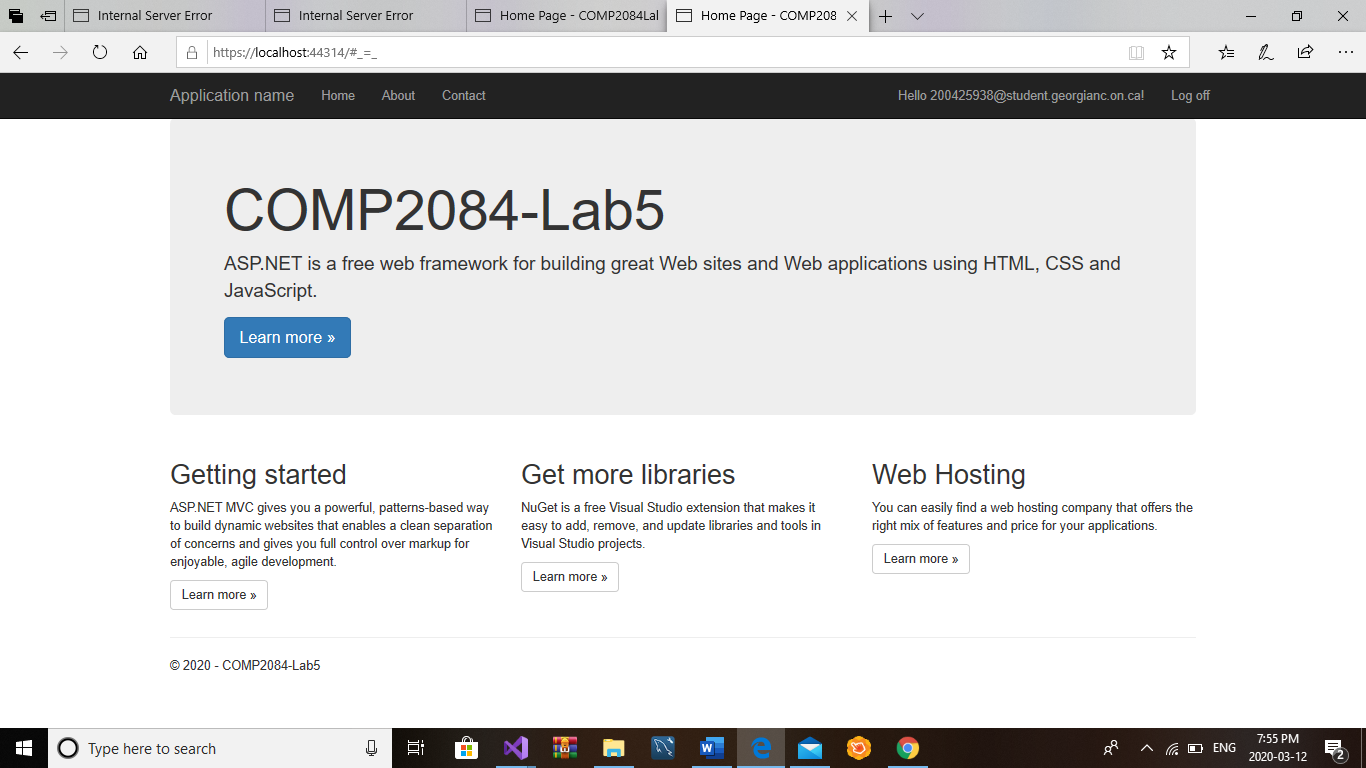 Internal Server Error
Internal Server Error
Home Page - COMP2084Lal
Home Page - COMP208
https://localhost:44314/#_=_
Application name
Home
About
Contact
Hello 200425938@student.georgianc.on.ca!
Log off
COMP2084-Lab5
ASP.NET is a free web framework for building great Web sites and Web applications using HTML, CSS and
JavaScript.
Learn more »
Getting started
ASP.NET MVC gives you a powerful, patterns-based way
to build dynamic websites that enables a clean separation
of concerns and gives you full control over markup for
enjoyable, agile development.
Learn more »
Get more libraries
NuGet is a free Visual Studio extension that makes it
easy to add, remove, and update libraries and tools in
Visual Studio projects.
Learn more »
Web Hosting
You can easily find a web hosting company that offers the
right mix of features and price for your applications.
Learn more »
© 2020 - COMP2084-Lab5
Type here to search
ENG
7:55 PM
2020-03-12
2